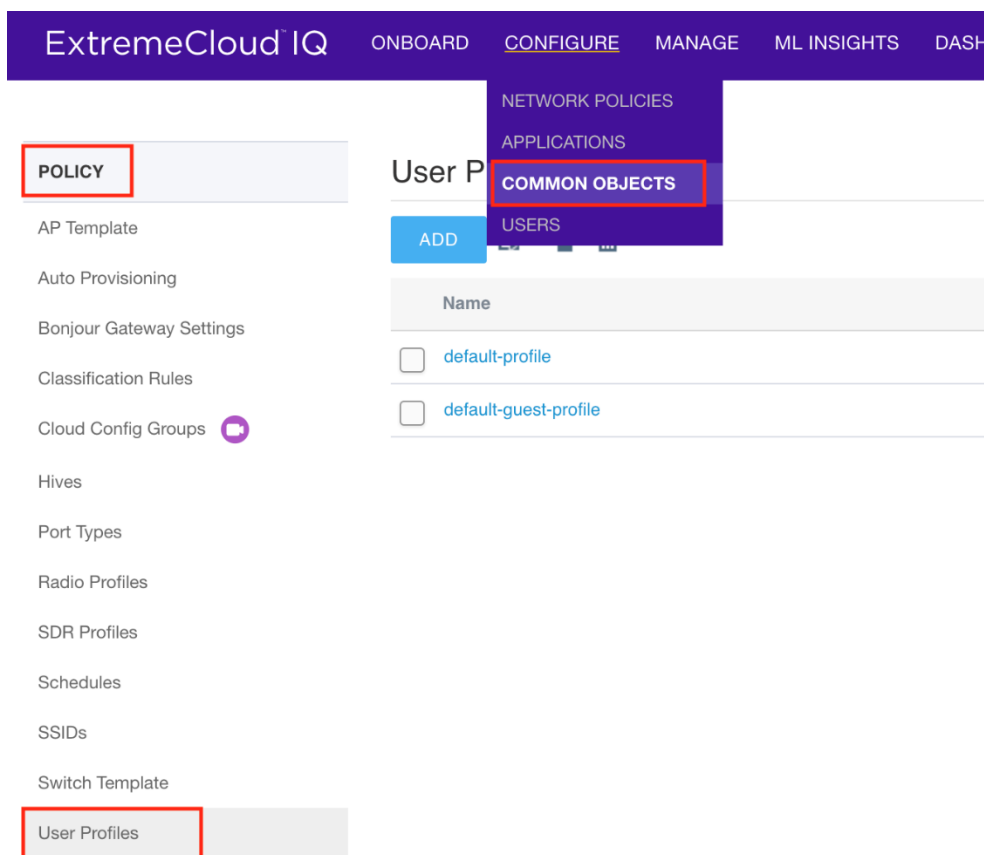 ExtremeCloud™ IQ ONBOARD CONFIGURE MANAGE ML INSIGHTS
NETWORK POLICIES
APPLICATIONS
COMMON OBJECTS
USERS
POLICY
AP Template
Auto Provisioning
Bonjour Gateway Settings
Classification Rules
Cloud Config Groups
Hives
Port Types
Radio Profiles
SDR Profiles
Schedules
SSIDs
Switch Template
User Profiles
User P
ADD
Name
default-profile
default-guest-profile